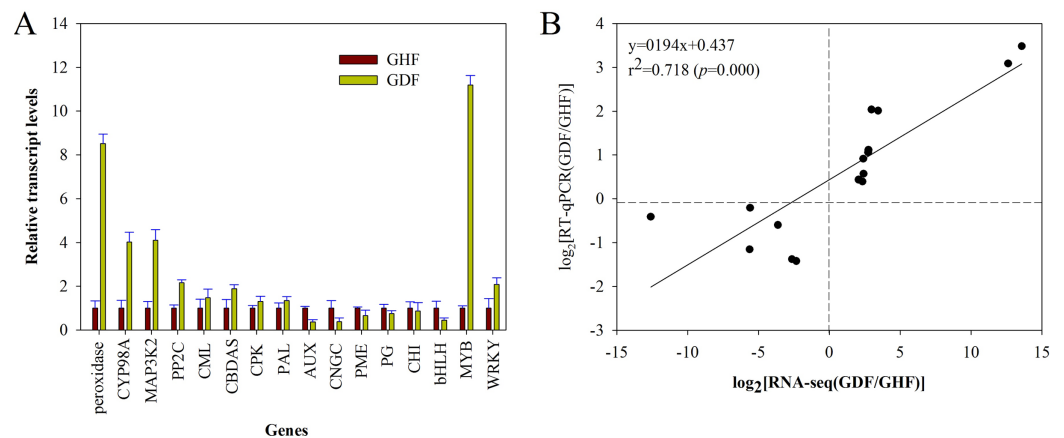 A
14
12
10
8
6
4
2
0
Relative transcript levels
GHF
GDF
peroxidase
CYP98A
MAP3K2
PP2C
CML
CBDAS
CPK
PAL
AUX
CNGC
PME
PG
CHI
bHLH
MYB
WRKY
Genes
B
y=0194x+0.437
r2=0.718 (p=0.000)
4
3
2
1
0
-1
-2
-3
log2[RT-qPCR(GDF/GHF)]
-15
-10
-5
0
5
10
15
log2[RNA-seq(GDF/GHF)]